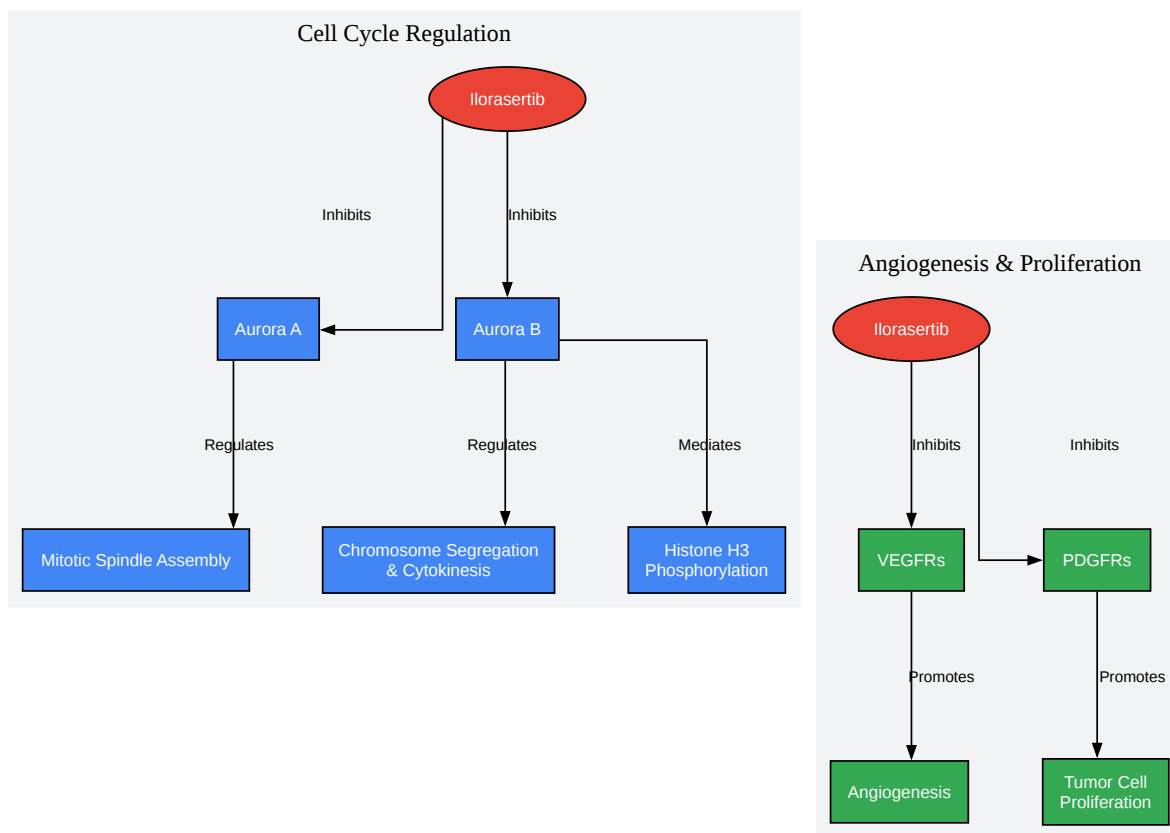 Cell Cycle Regulation
Ilorasertib
Inhibits
Inhibits
Aurora A
Aurora B
Regulates
Regulates
Mediates
Mitotic Spindle Assembly
Chromosome Segregation
& Cytokinesis
Histone H3
Phosphorylation
Angiogenesis & Proliferation
Ilorasertib
Inhibits
Inhibits
VEGFRs
PDGFRs
Promotes
Promotes
Angiogenesis
Tumor Cell
Proliferation